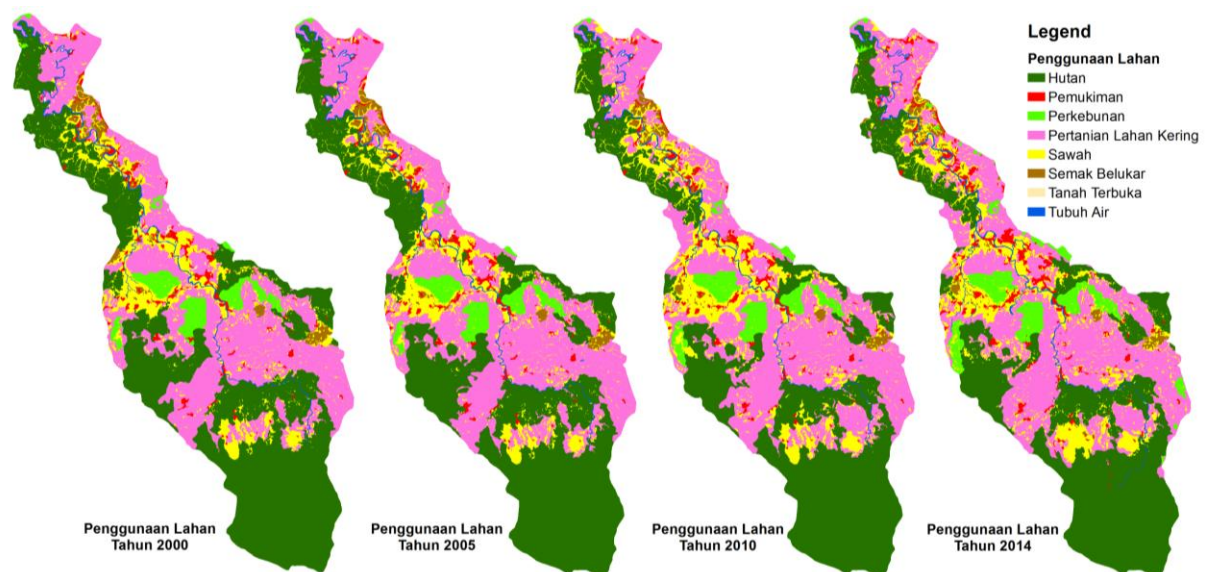 Legend
Penggunaan Lahan
Hutan
Pemukiman
Perkebunan
Pertanian Lahan Kering
Sawah
Semak Belukar
Tanah Terbuka
Tubuh Air
Penggunaan Lahan
Tahun 2000
Penggunaan Lahan
Tahun 2005
Penggunaan Lahan
Tahun 2010
Penggunaan Lahan
Tahun 2014